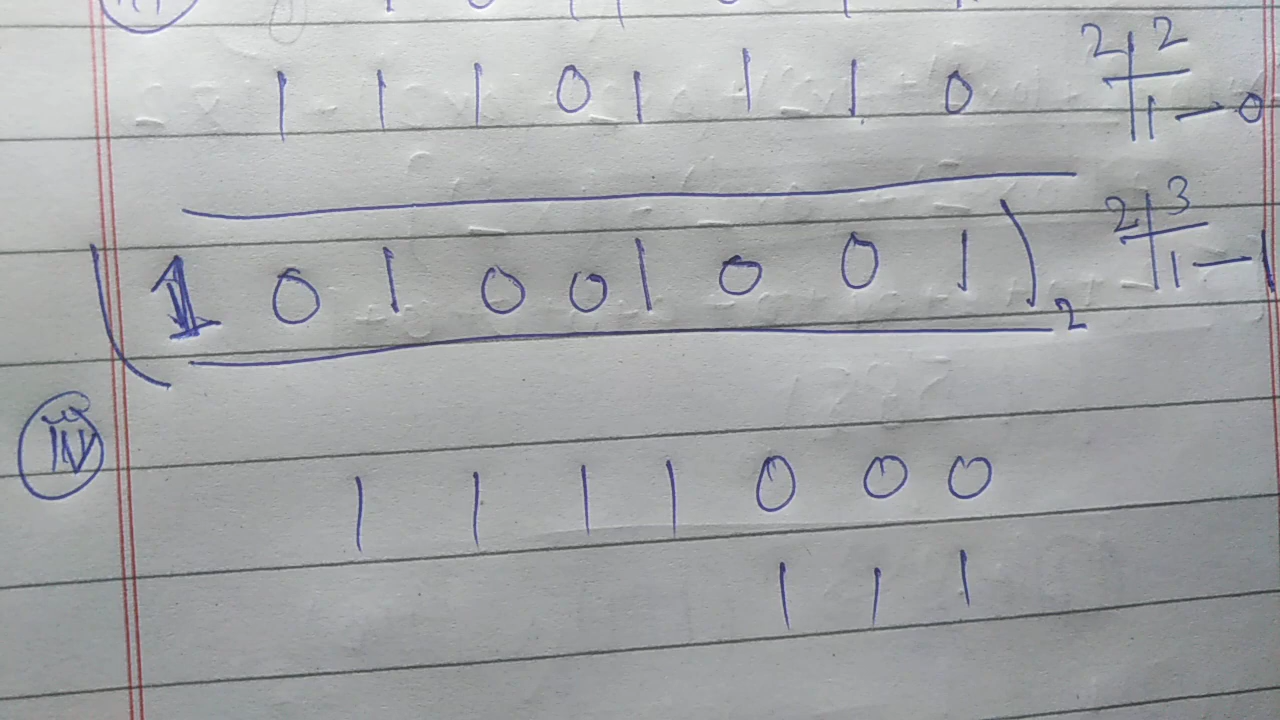 1 1 1 0 1 1 1 0
2 2
1 — 0
(1 0 1 0 0 1 0 0 1)2
2 3
1 — 1
iv
1 1 1 1 0 0 0
1 1 1